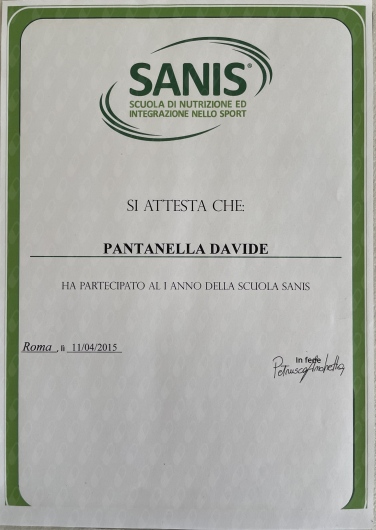 SANIS®
SCUOLA DI NUTRIZIONE ED
INTEGRAZIONE NELLO SPORT
SI ATTESTA CHE:
PANTANELLA DAVIDE
HA PARTECIPATO AL I ANNO DELLA SCUOLA SANIS
Roma , li 11/04/2015
In fede